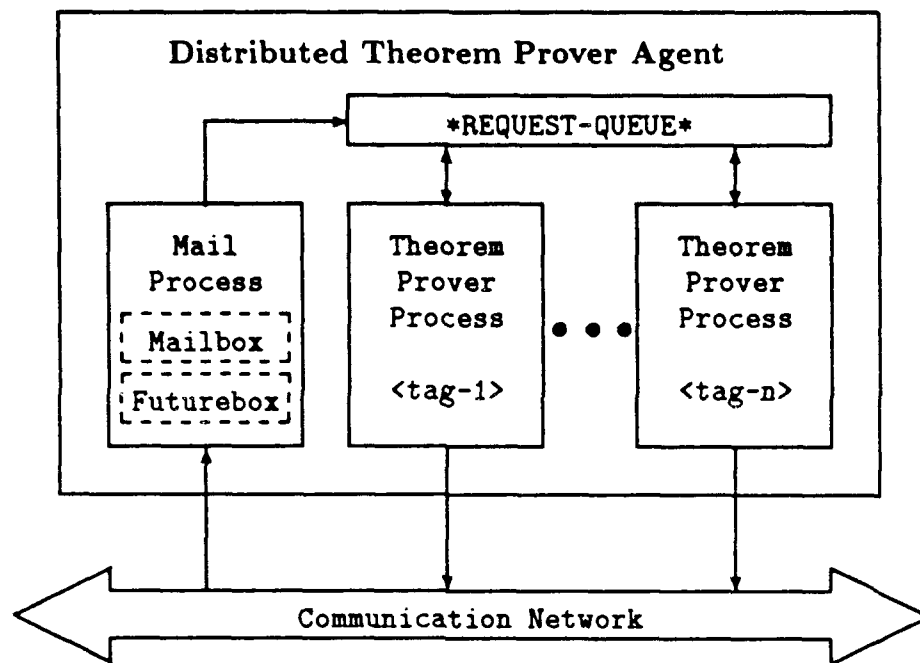 Distributed Theorem Prover Agent
*REQUEST-QUEUE*
Mail
Process
Mailbox
Futurebox
Theorem
Prover
Process
<tag-1>
Theorem
Prover
Process
<tag-n>
Communication Network